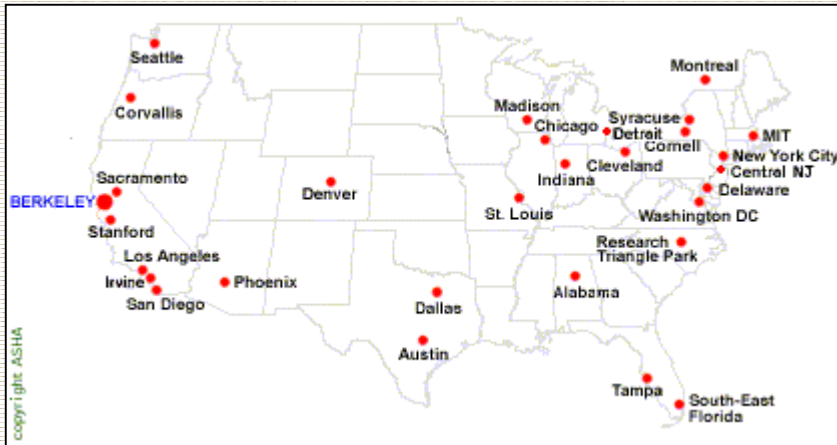 Seattle
Montreal
Corvallis
Madison
Syracuse
Chicago
Detroit
MIT
Cornell
New York City
Cleveland
Central NJ
Indiana
Sacramento
Denver
Delaware
BERKELEY
St. Louis
Washington DC
Stanford
Research
Triangle Park
Los Angeles
Irvine
Phoenix
San Diego
Alabama
Dallas
Austin
Tampa
South-East
Florida
copyright ASHA